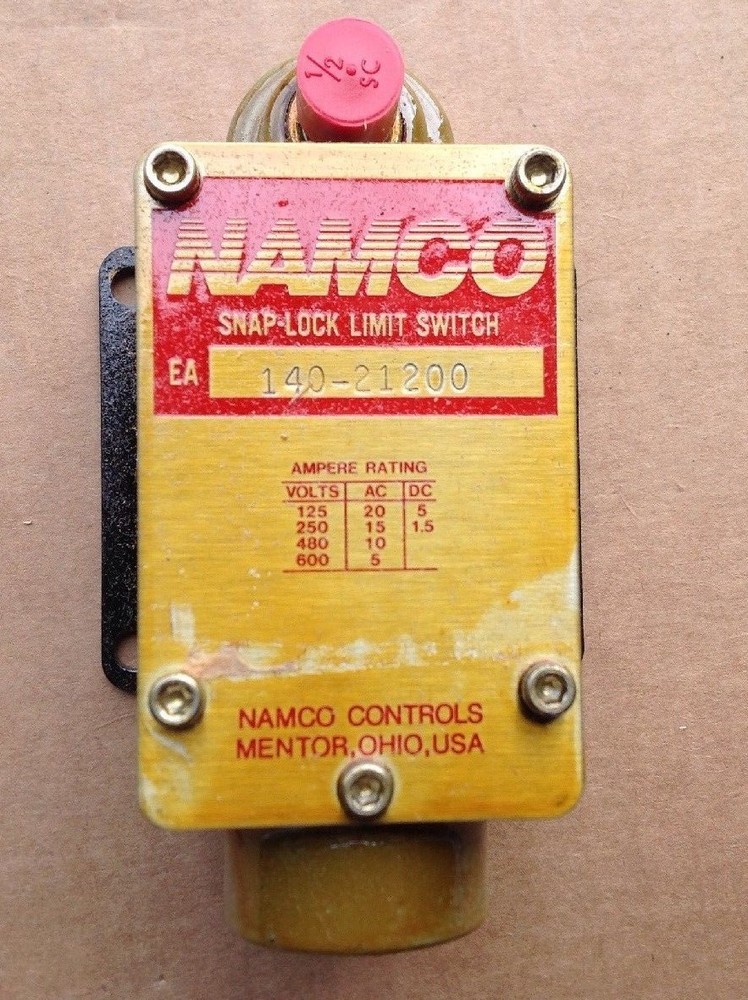 1/2 • SC
NAMCO
SNAP-LOCK LIMIT SWITCH
EA 140-21200
AMPERE RATING
VOLTS AC DC
125 20 5
250 15 1.5
480 10
600 5
NAMCO CONTROLS
MENTOR,OHIO,USA